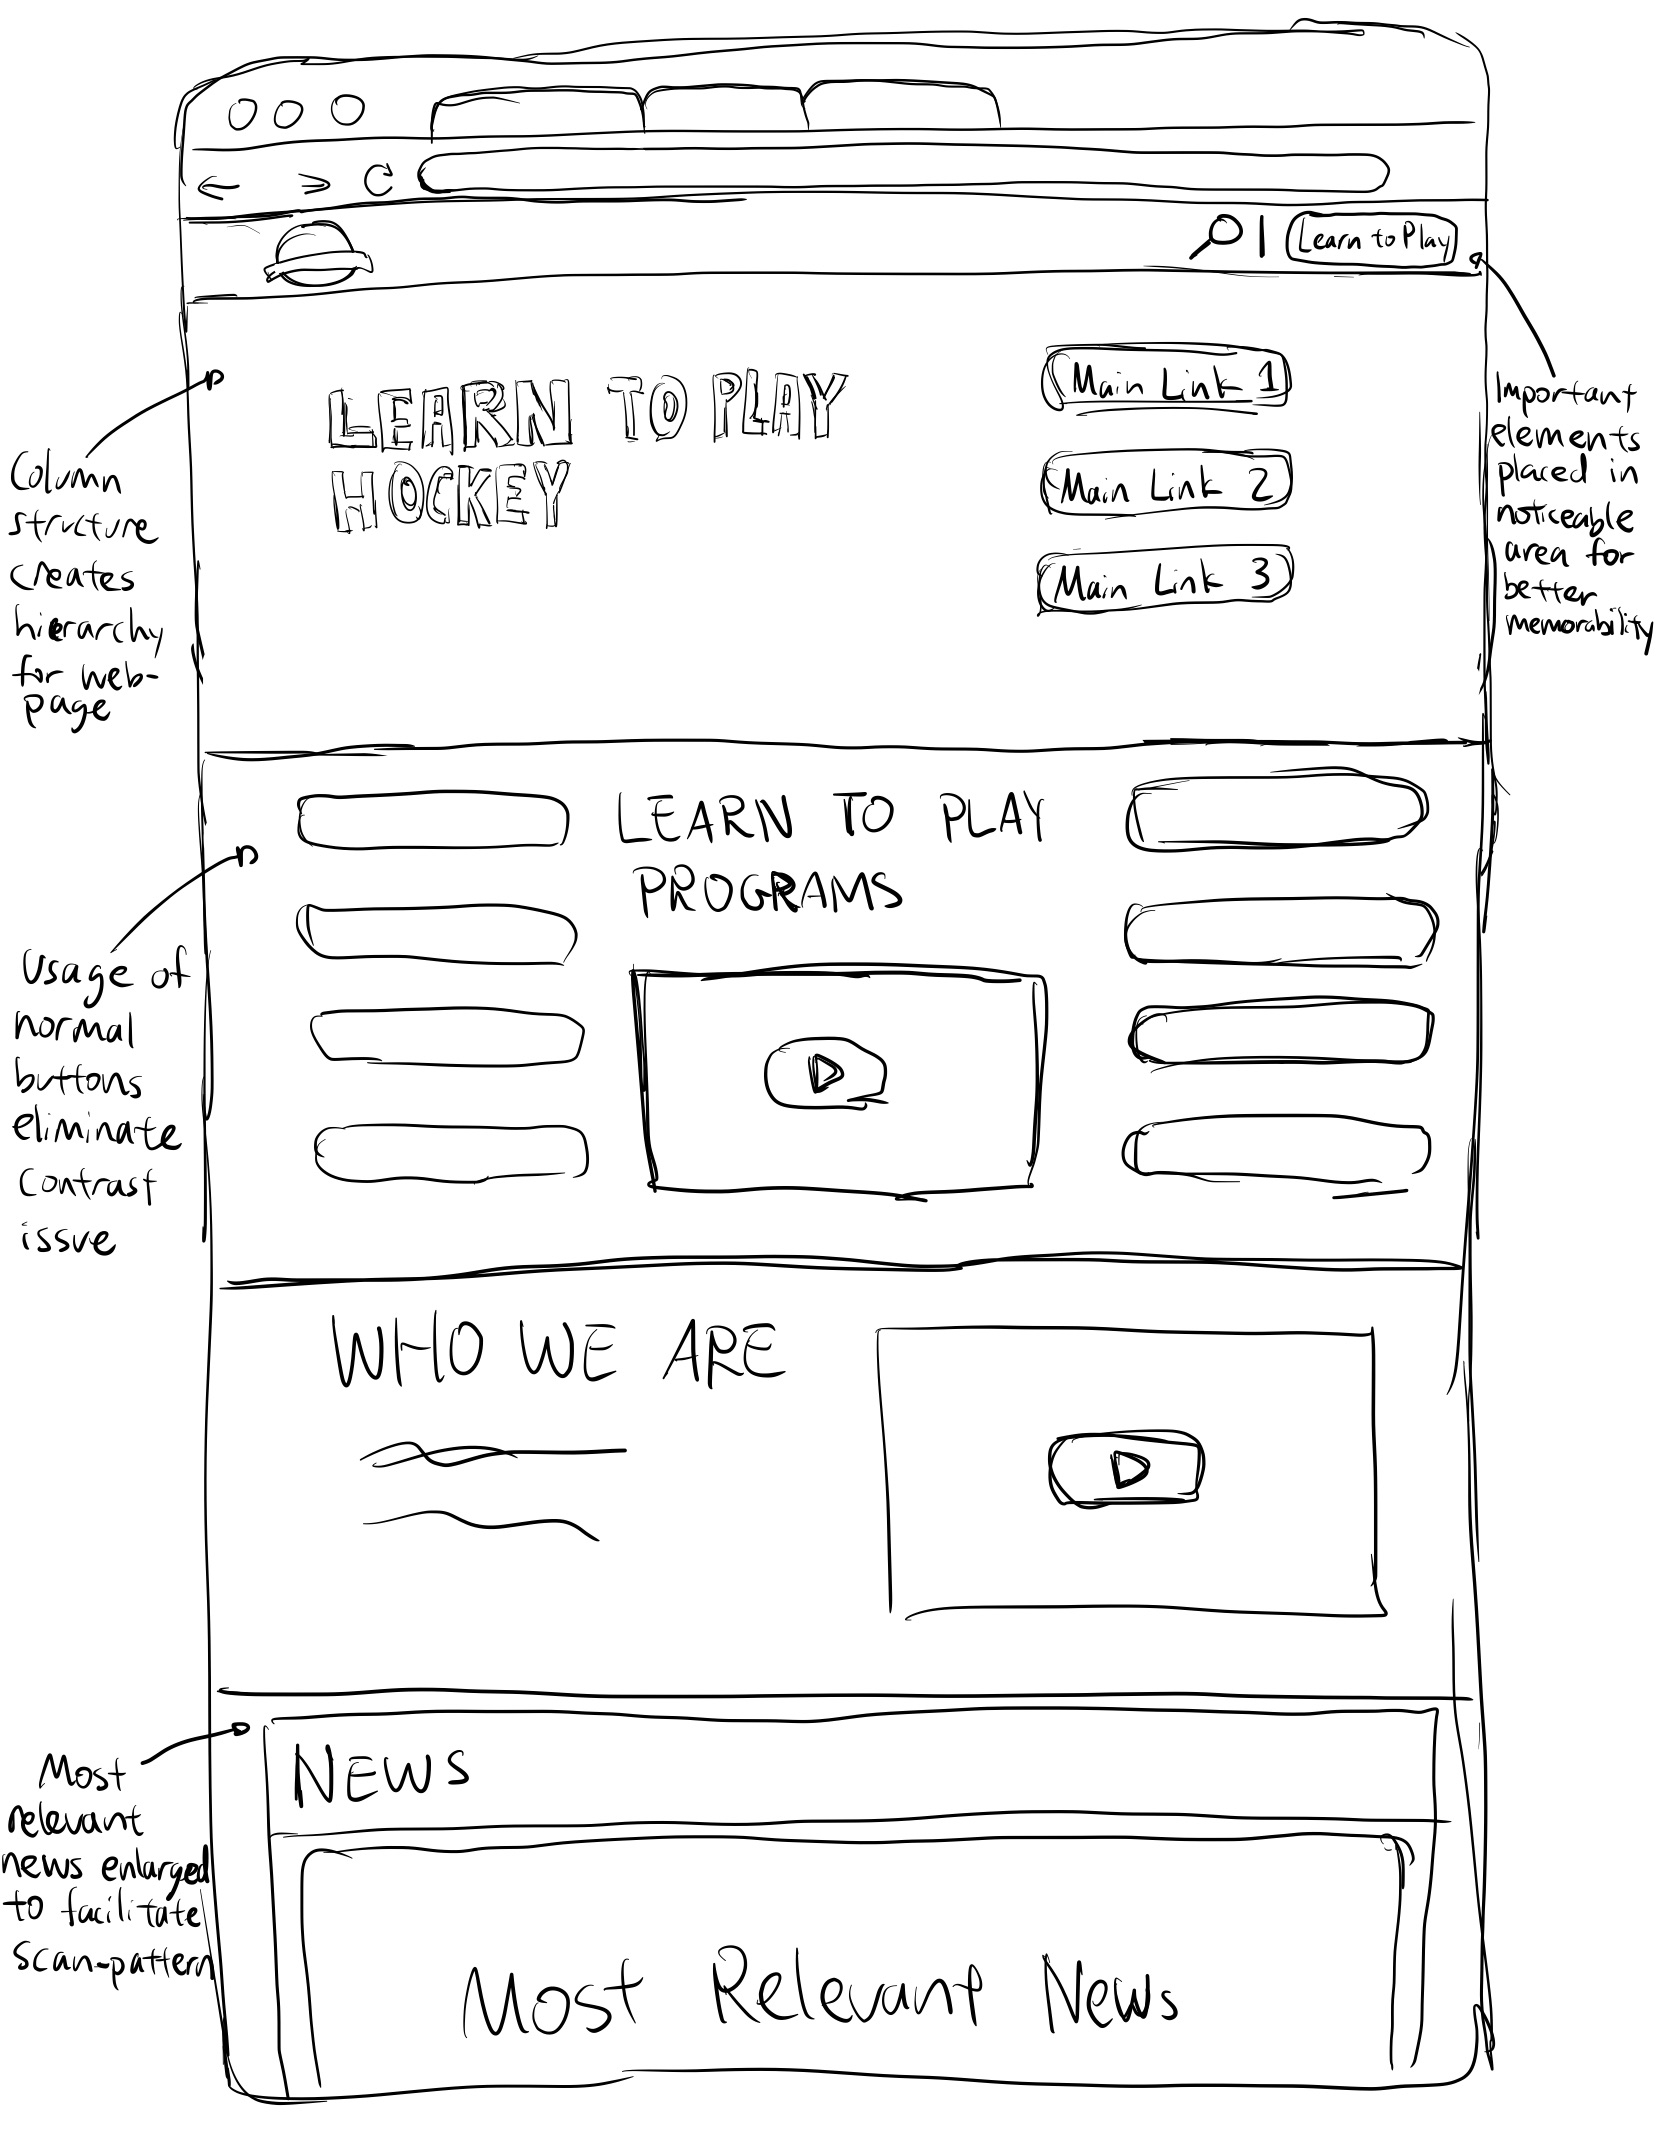 Learn to Play
LEARN TO PLAY
HOCKEY
Main Link 1
Main Link 2
Main Link 3
Column
structure
creates
hierarchy
for web-
page
Important
elements
placed in
noticeable
area for
better
memorability
LEARN TO PLAY
PROGRAMS
Usage of
normal
buttons
eliminate
contrast
issue
WHO WE ARE
NEWS
Most
relevant
news enlarged
to facilitate
scan-pattern
Most Relevant News